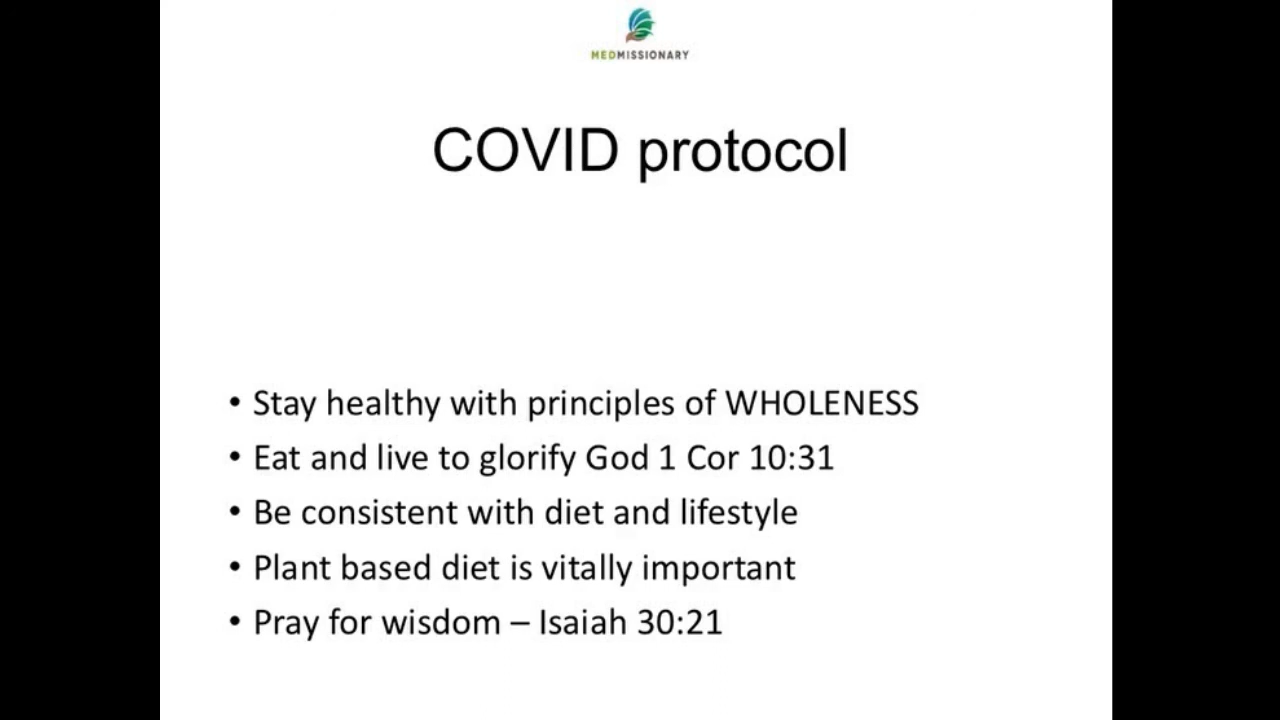 MEDMISSIONARY
COVID protocol
• Stay healthy with principles of WHOLENESS
• Eat and live to glorify God 1 Cor 10:31
• Be consistent with diet and lifestyle
• Plant based diet is vitally important
• Pray for wisdom – Isaiah 30:21